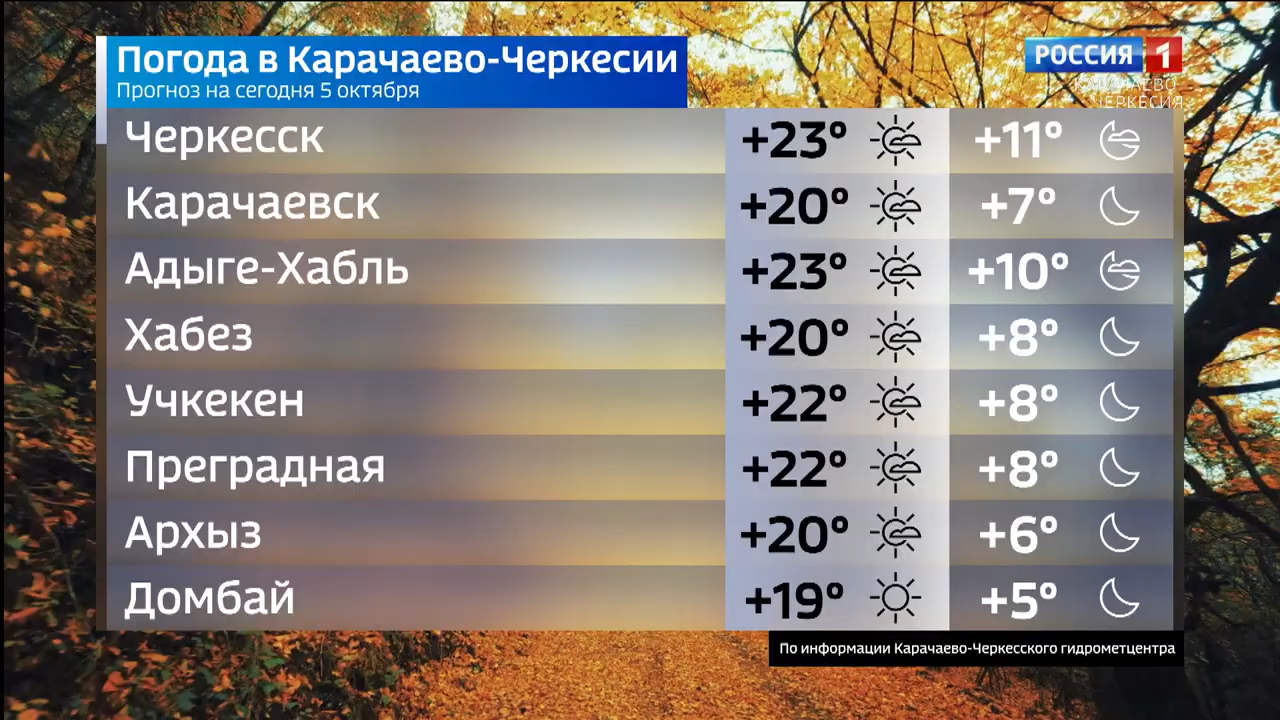 Погода в Карачаево-Черкесии
Прогноз на сегодня 5 октября
РОССИЯ 1
КАРАЧАЕВО
ЧЕРКЕСИЯ
Черкесск +23° +11°
Карачаевск +20° +7°
Адыге-Хабль +23° +10°
Хабез +20° +8°
Учкекен +22° +8°
Преградная +22° +8°
Архыз +20° +6°
Домбай +19° +5°
По информации Карачаево-Черкесского гидрометцентра